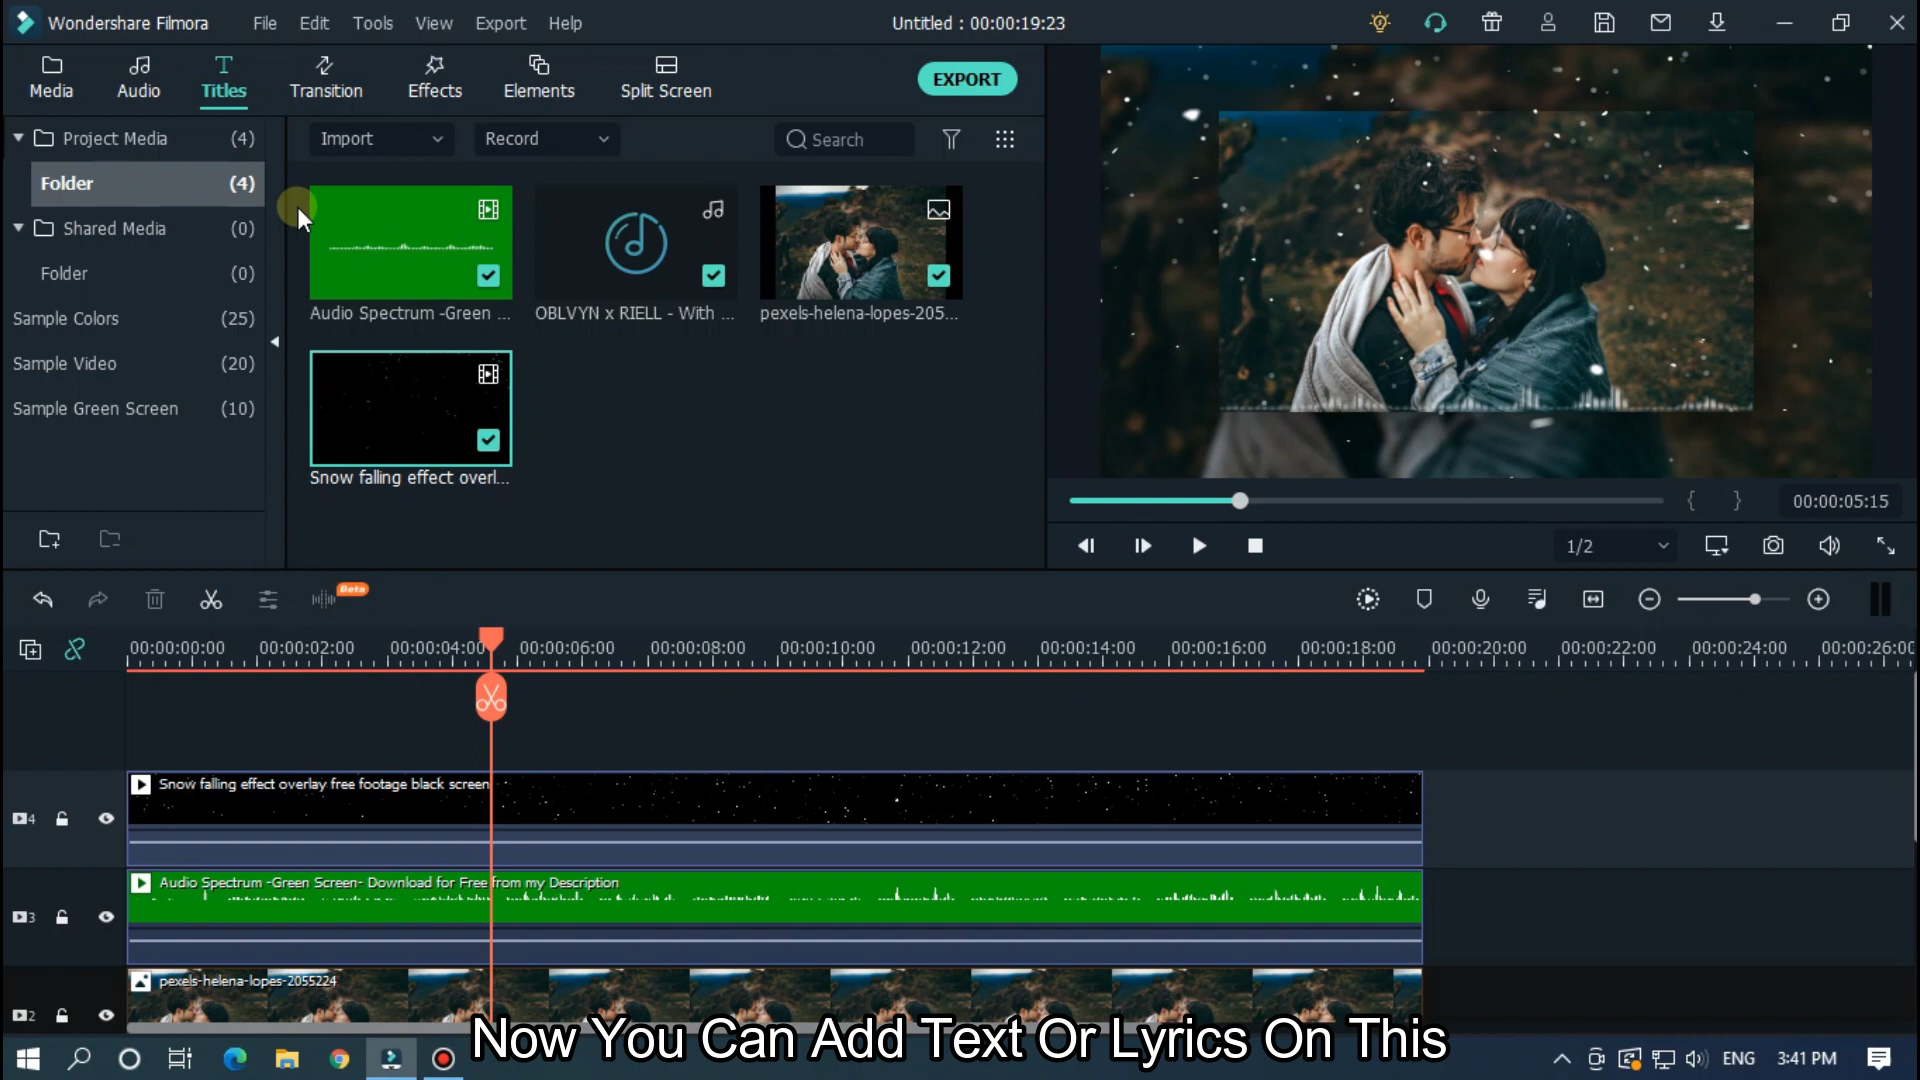 Wondershare Filmora File Edit Tools View Export Help Untitled : 00:00:19:23
Media Audio Titles Transition Effects Elements Split Screen EXPORT
Project Media (4)
Folder (4)
Shared Media (0)
Folder (0)
Sample Colors (25)
Sample Video (20)
Sample Green Screen (10)
Import Record Search
Audio Spectrum -Green ... OBLVYN x RIELL - With ... pexels-helena-lopes-205...
Snow falling effect overl...
{ } 00:00:05:15
1/2
Beta
00:00:00:00 00:00:02:00 00:00:04:00 00:00:06:00 00:00:08:00 00:00:10:00 00:00:12:00 00:00:14:00 00:00:16:00 00:00:18:00 00:00:20:00 00:00:22:00 00:00:24:00 00:00:26:00
Snow falling effect overlay free footage black screen
4
Audio Spectrum -Green Screen- Download for Free from my Description
3
pexels-helena-lopes-2055224
2
Now You Can Add Text Or Lyrics On This
ENG 3:41 PM